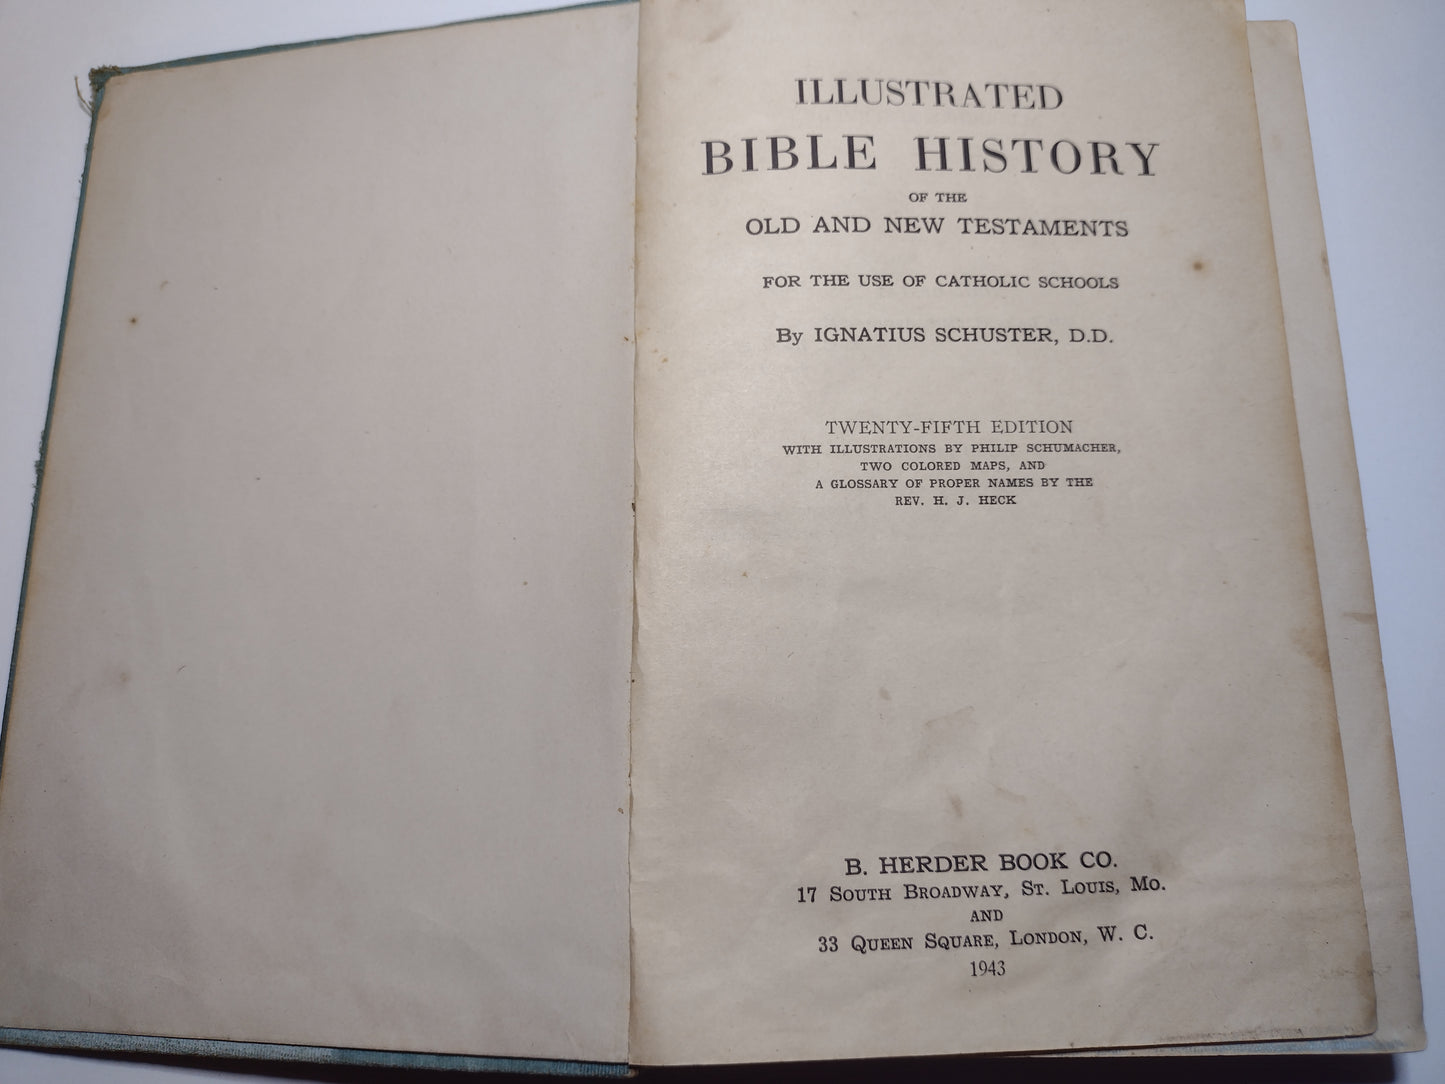 ILLUSTRATED
BIBLE HISTORY
OF THE
OLD AND NEW TESTAMENTS
FOR THE USE OF CATHOLIC SCHOOLS
By IGNATIUS SCHUSTER, D.D.
TWENTY-FIFTH EDITION
WITH ILLUSTRATIONS BY PHILIP SCHUMACHER,
TWO COLORED MAPS, AND
A GLOSSARY OF PROPER NAMES BY THE
REV. H. J. HECK
B. HERDER BOOK CO.
17 SOUTH BROADWAY, ST. LOUIS, MO.
AND
33 QUEEN SQUARE, LONDON, W. C.
1943